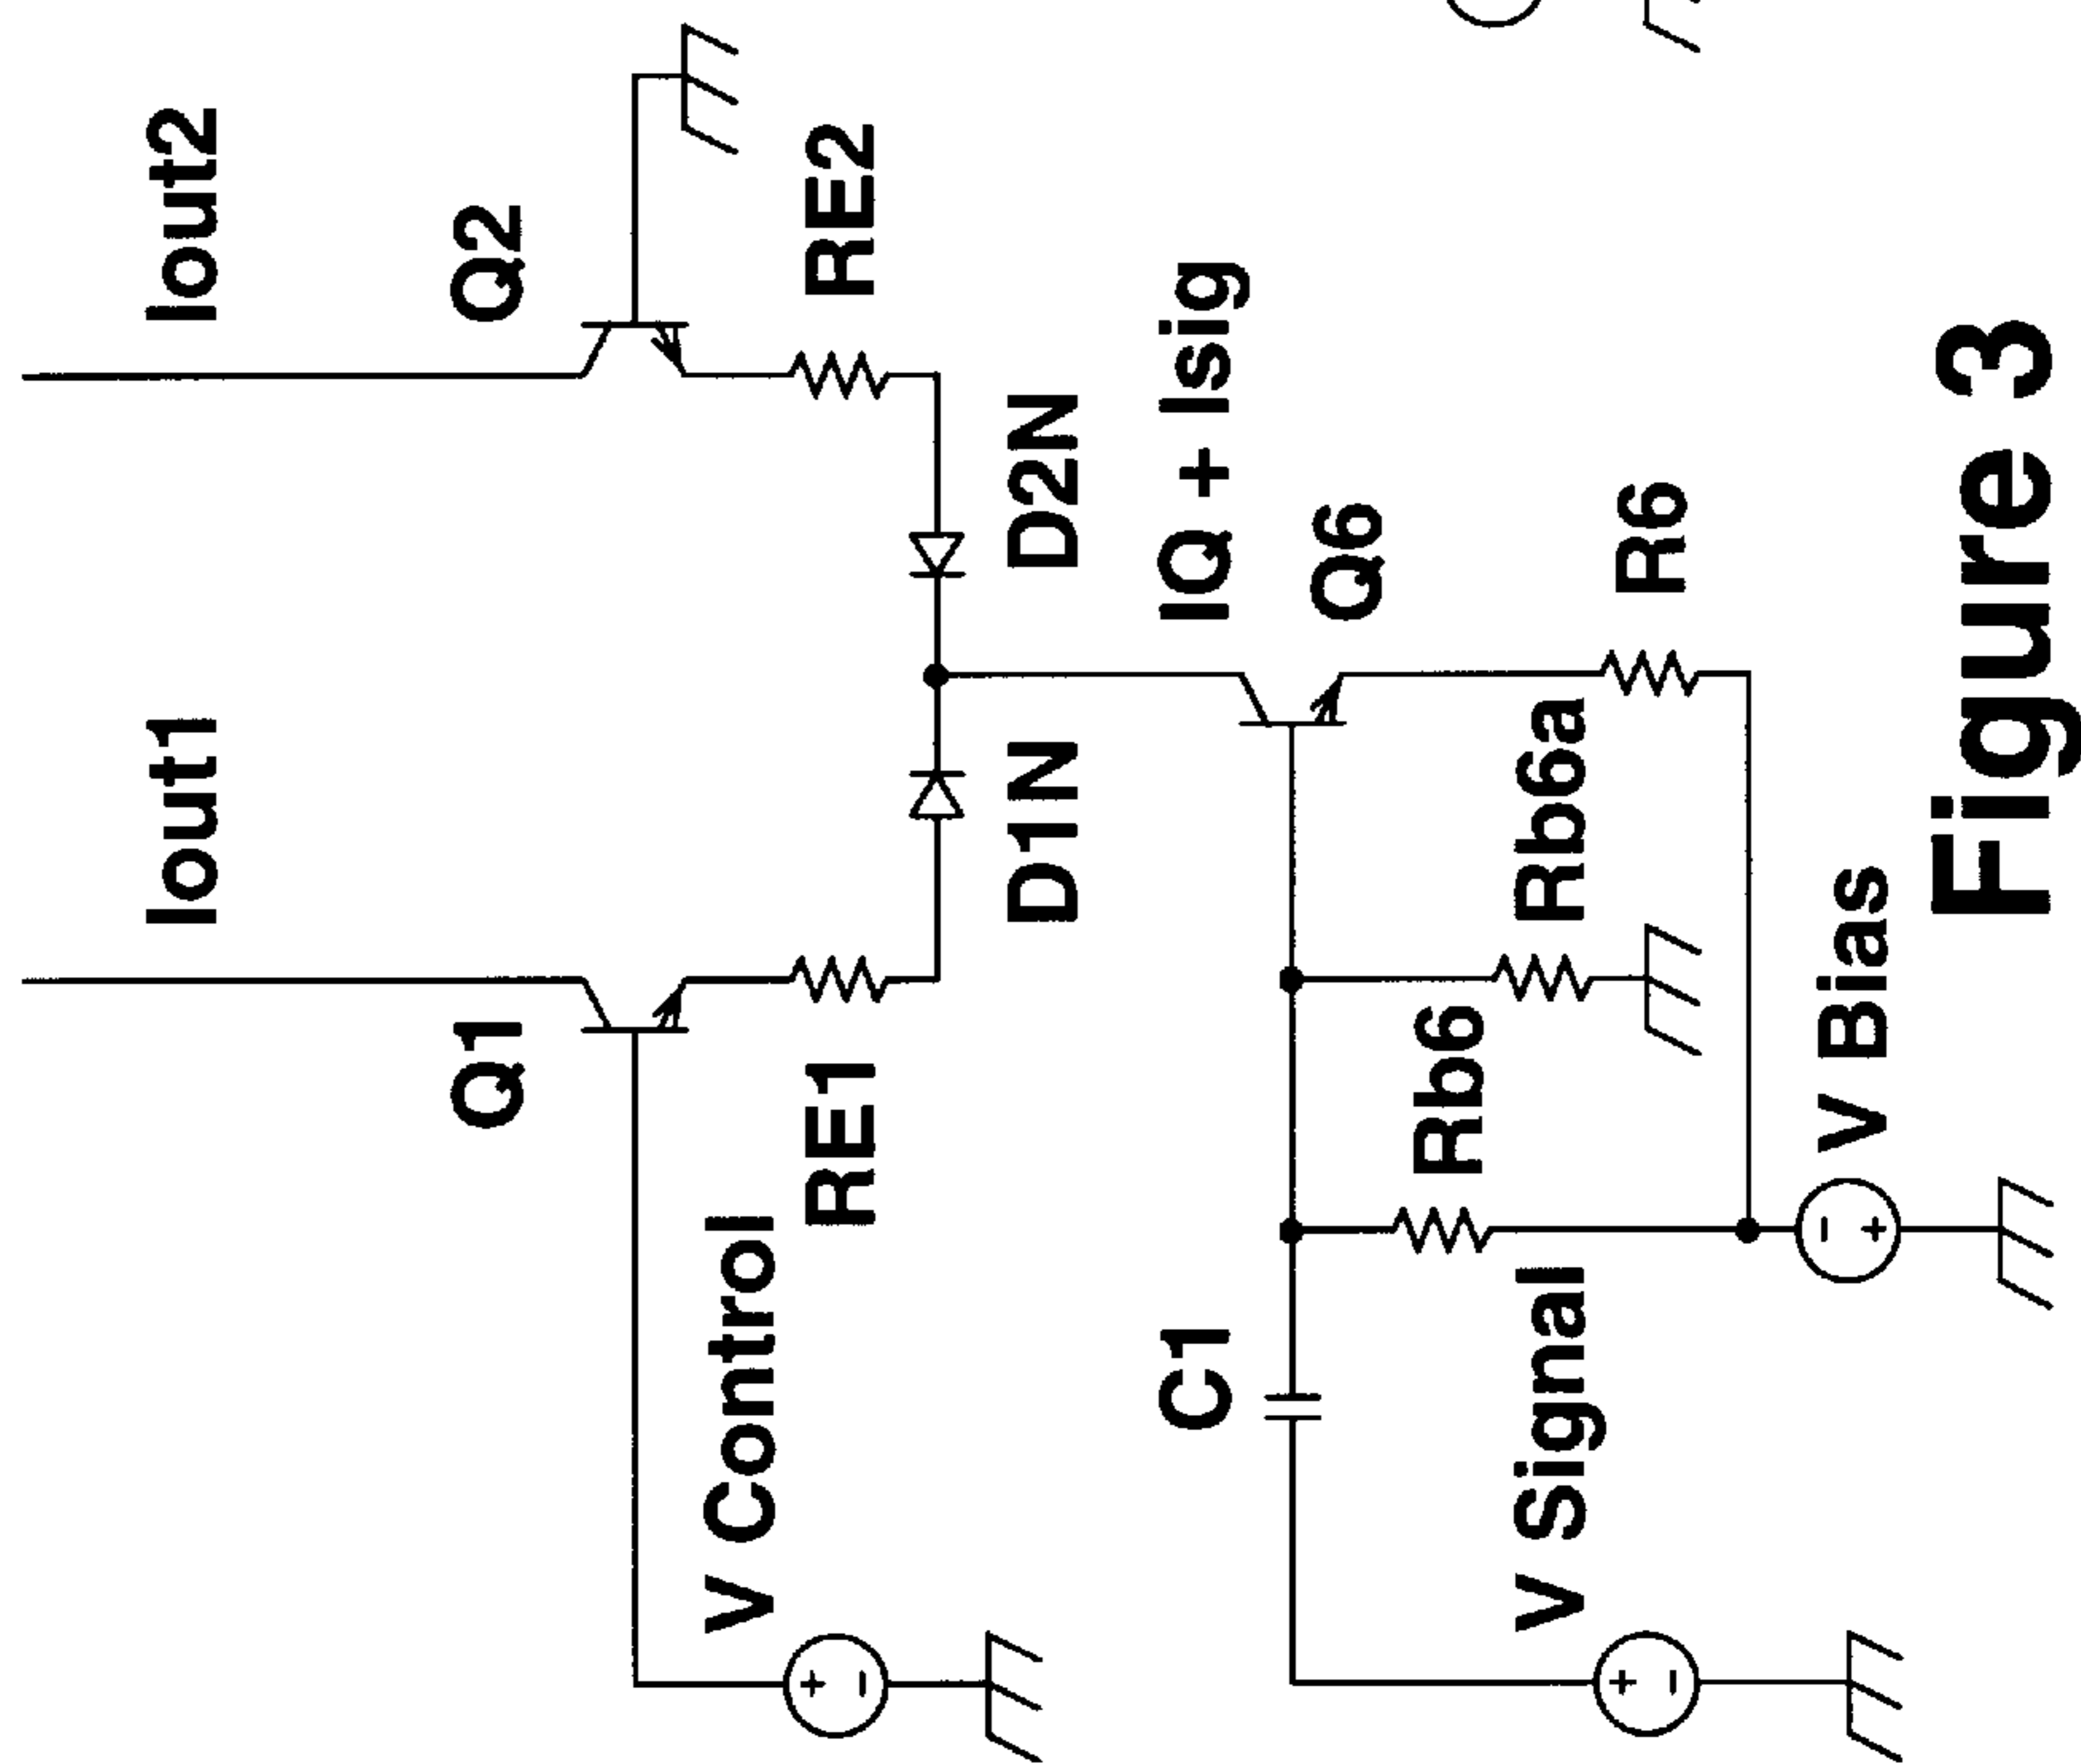 Iout1
Iout2
Q1
Q2
V Control
RE1
RE2
D1N
D2N
C1
IQ + Isig
Q6
Rb6
Rb6a
R6
V Signal
V Bias
Figure 3
+
-
+
-
-
+